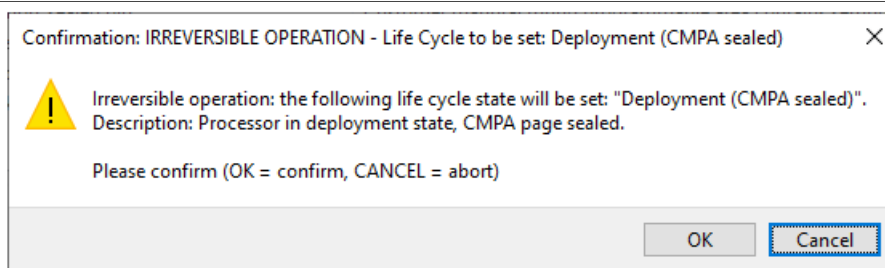 Confirmation: IRREVERSIBLE OPERATION - Life Cycle to be set: Deployment (CMPA sealed)
Irreversible operation: the following life cycle state will be set: "Deployment (CMPA sealed)".
Description: Processor in deployment state, CMPA page sealed.
Please confirm (OK = confirm, CANCEL = abort)
OK Cancel